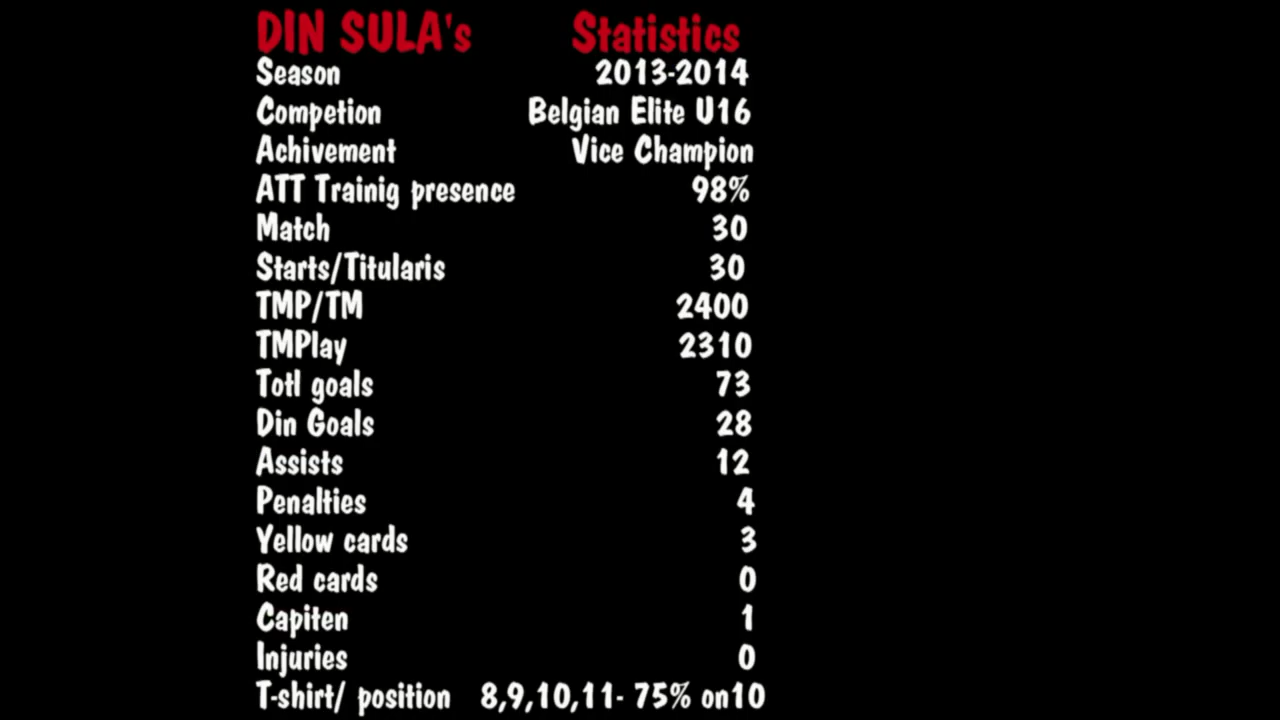 DIN SULA's Statistics
Season 2013-2014
Competion Belgian Elite U16
Achivement Vice Champion
ATT Trainig presence 98%
Match 30
Starts/Titularis 30
TMP/TM 2400
TMPlay 2310
Totl goals 73
Din Goals 28
Assists 12
Penalties 4
Yellow cards 3
Red cards 0
Capiten 1
Injuries 0
T-shirt/ position 8,9,10,11- 75% on10